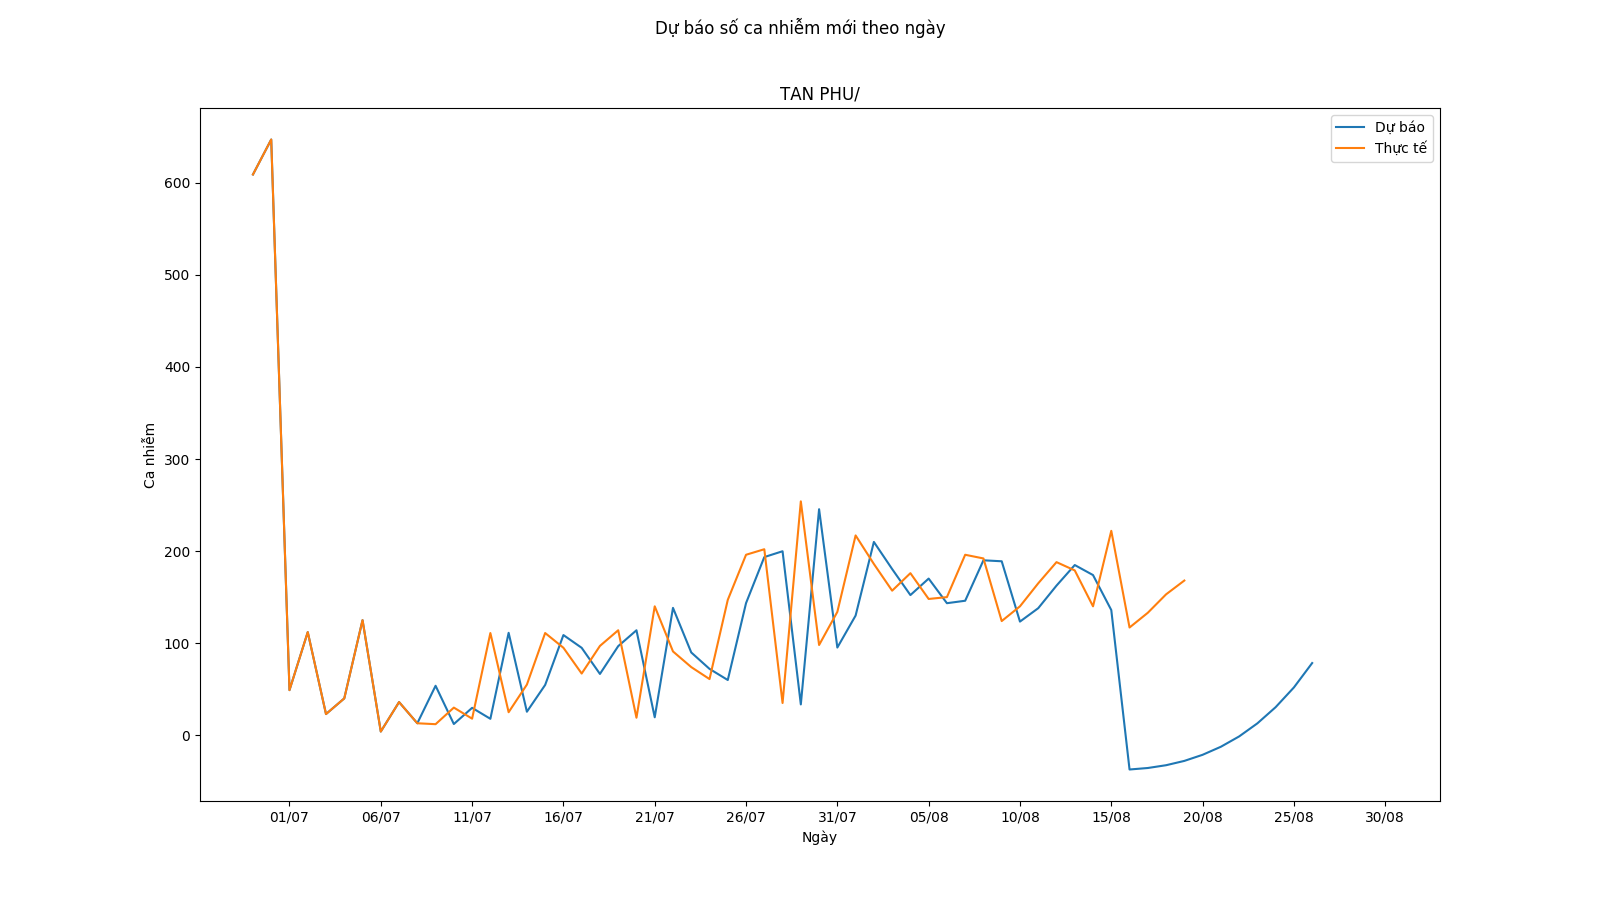 Dự báo số ca nhiễm mới theo ngày
TAN PHU/
Dự báo
Thực tế
Ca nhiễm
600
500
400
300
200
100
0
01/07 06/07 11/07 16/07 21/07 26/07 31/07 05/08 10/08 15/08 20/08 25/08 30/08
Ngày